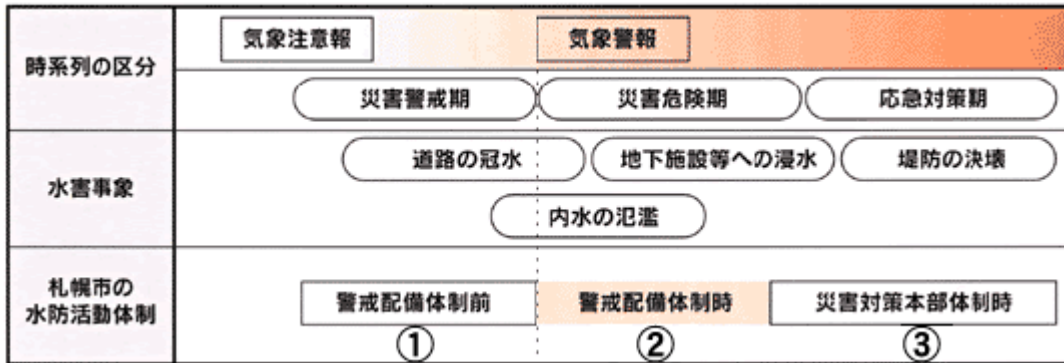 時系列の区分
気象注意報
気象警報
災害警戒期
災害危険期
応急対策期
水害事象
道路の冠水
地下施設等への浸水
堤防の決壊
内水の氾濫
札幌市の
水防活動体制
警戒配備体制前
警戒配備体制時
災害対策本部体制時
①
②
③